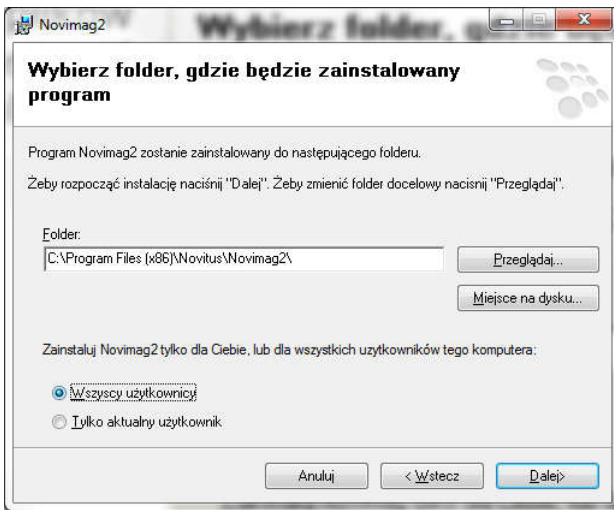 Novimag2
Wybierz folder, gdzie będzie zainstalowany
program
Program Novimag2 zostanie zainstalowany do następującego folderu.
Żeby rozpocząć instalację naciśnij "Dalej". Żeby zmienić folder docelowy nacisnij "Przeglądaj".
Folder:
C:\Program Files (x86)\Novitus\Novimag2\
Przeglądaj...
Miejsce na dysku...
Zainstaluj Novimag2 tylko dla Ciebie, lub dla wszystkich uzytkowników tego komputera:
Wszyscy użytkownicy
Tylko aktualny użytkownik
Anuluj
< Wstecz
Dalej>